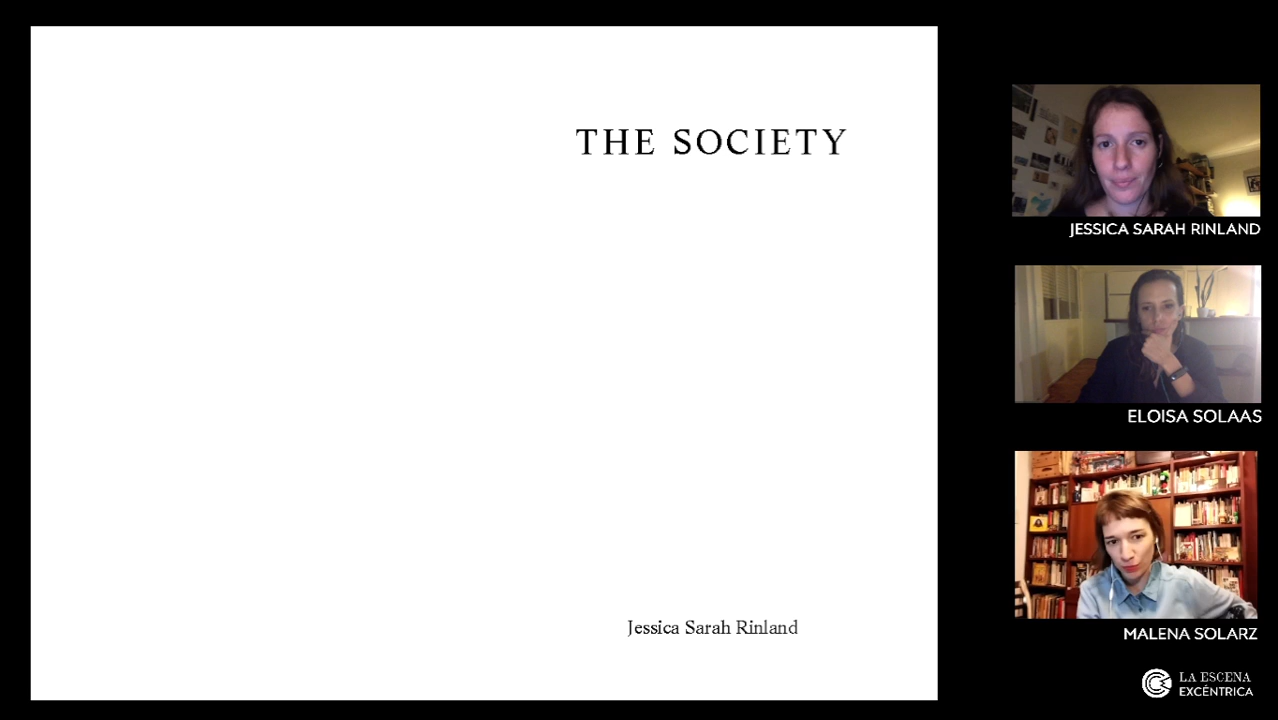 THE SOCIETY
Jessica Sarah Rinland
JESSICA SARAH RINLAND
ELOISA SOLAAS
MALENA SOLARZ
LA ESCENA
EXCÉNTRICA